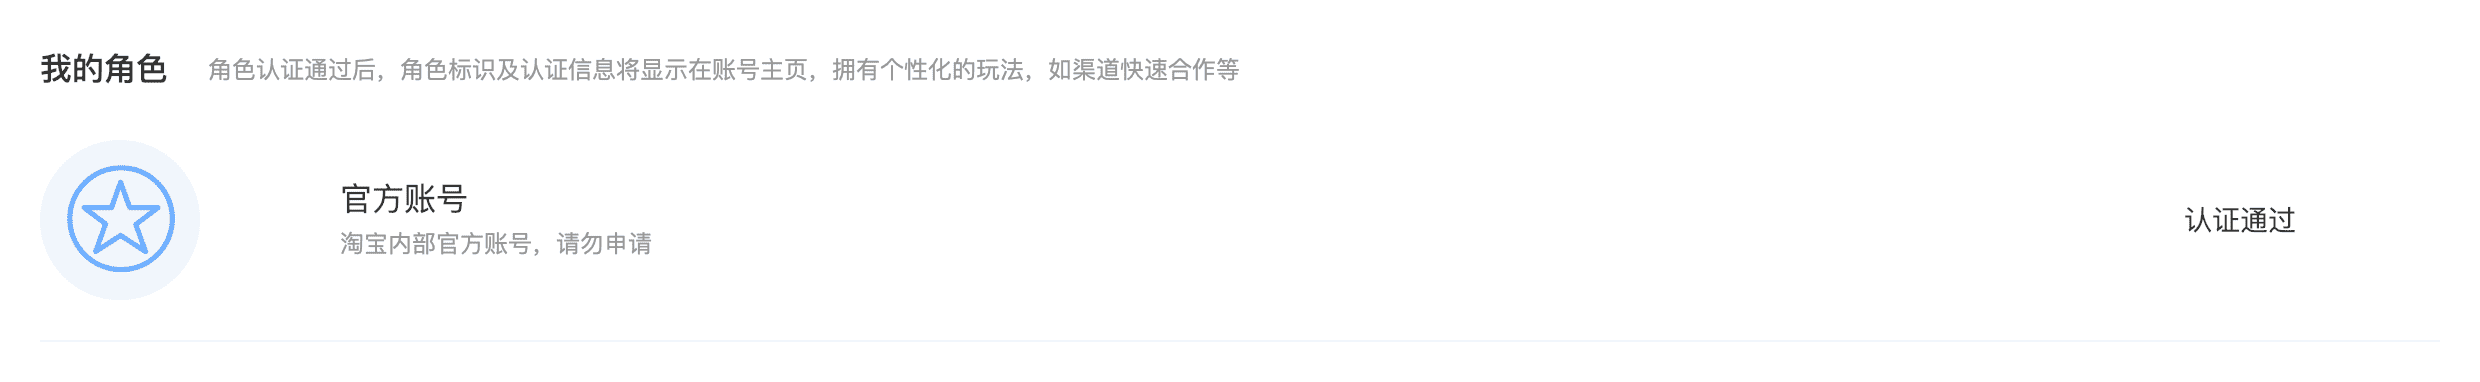 我的角色 角色认证通过后，角色标识及认证信息将显示在账号主页，拥有个性化的玩法，如渠道快速合作等
官方账号
淘宝内部官方账号，请勿申请
认证通过